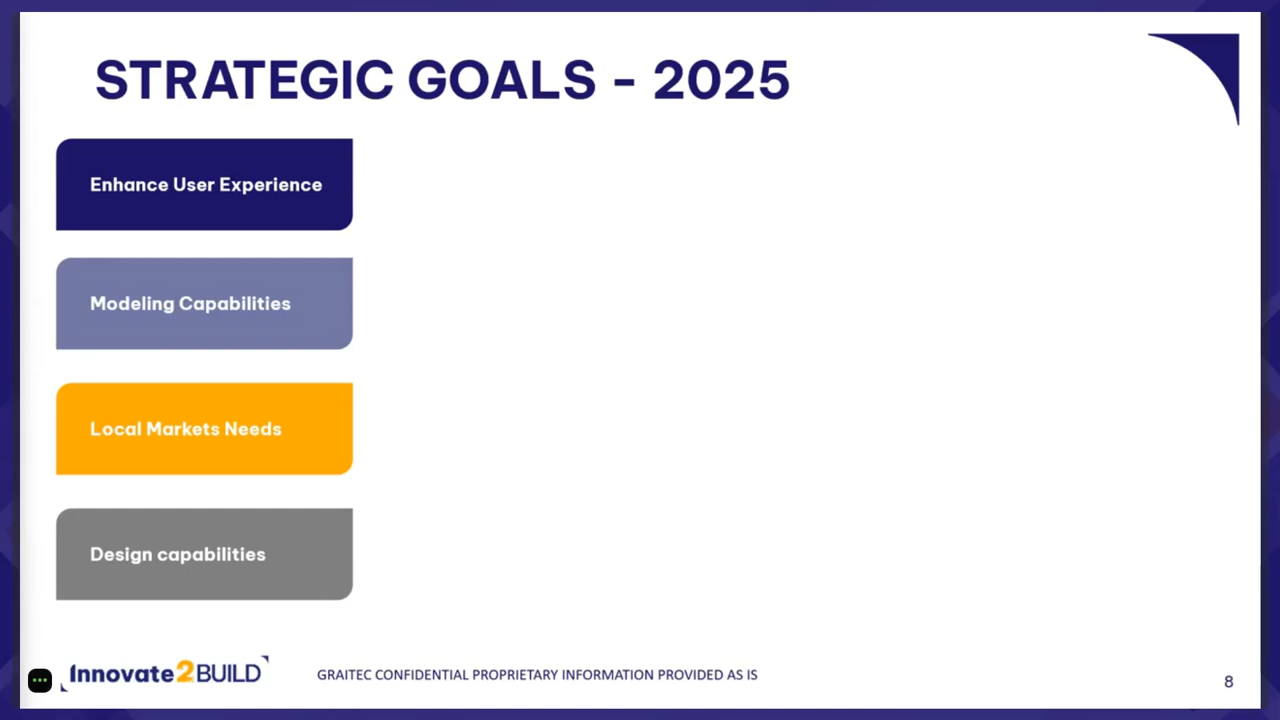 STRATEGIC GOALS - 2025
Enhance User Experience
Modeling Capabilities
Local Markets Needs
Design capabilities
Innovate2BUILD
GRAITEC CONFIDENTIAL PROPRIETARY INFORMATION PROVIDED AS IS
8